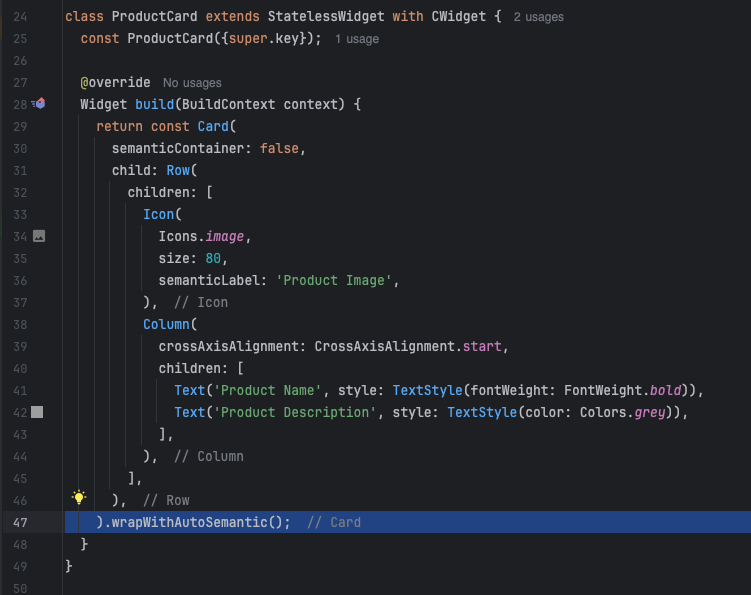 24 class ProductCard extends StatelessWidget with CWidget { 2 usages
25   const ProductCard({super.key}); 1 usage
26
27   @override No usages
28   Widget build(BuildContext context) {
29     return const Card(
30       semanticContainer: false,
31       child: Row(
32         children: [
33           Icon(
34             Icons.image,
35             size: 80,
36             semanticLabel: 'Product Image',
37           ), // Icon
38           Column(
39             crossAxisAlignment: CrossAxisAlignment.start,
40             children: [
41               Text('Product Name', style: TextStyle(fontWeight: FontWeight.bold)),
42               Text('Product Description', style: TextStyle(color: Colors.grey)),
43             ],
44           ), // Column
45         ],
46       ), // Row
47     ).wrapWithAutoSemantic(); // Card
48   }
49 }
50